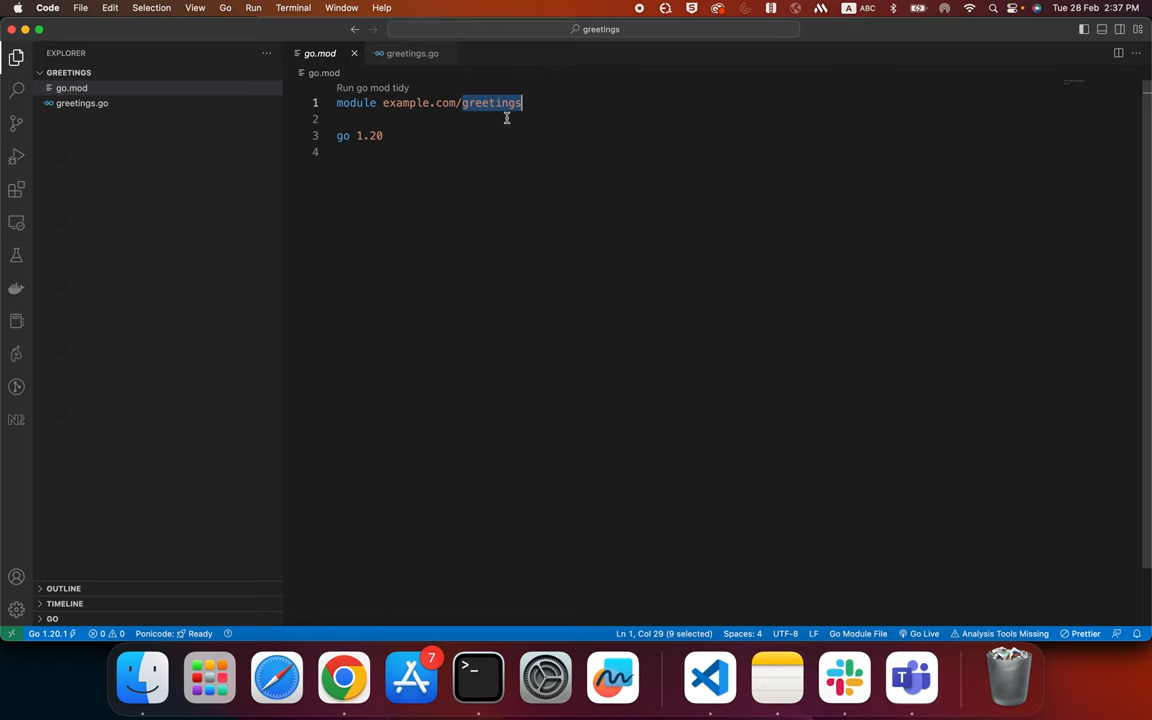 Code File Edit Selection View Go Run Terminal Window Help A ABC Tue 28 Feb 2:37 PM
greetings
EXPLORER
GREETINGS
go.mod
greetings.go
OUTLINE
TIMELINE
GO
go.mod greetings.go
go.mod
Run go mod tidy
1 module example.com/greetings
2
3 go 1.20
4
Go 1.20.1 0 0 Ponicode: Ready Ln 1, Col 29 (9 selected) Spaces: 4 UTF-8 LF Go Module File Go Live Analysis Tools Missing Prettier
7